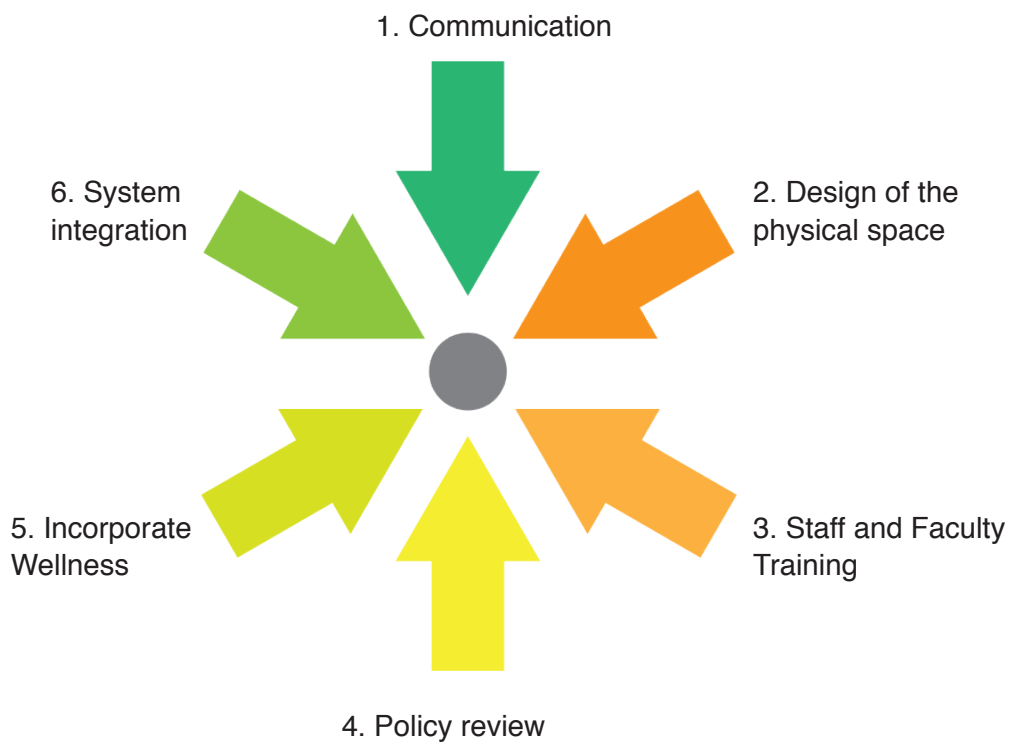 1. Communication
2. Design of the
physical space
3. Staff and Faculty
Training
4. Policy review
5. Incorporate
Wellness
6. System
integration